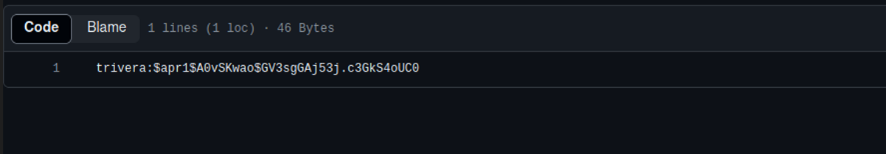 Code Blame 1 lines (1 loc) · 46 Bytes
1 trivera:$apr1$A0vSKwao$GV3sgGAj53j.c3GkS4oUC0